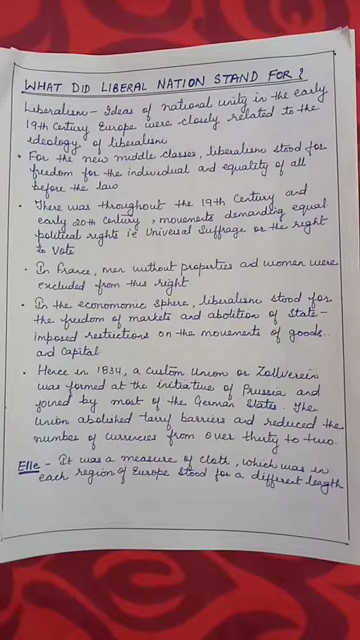 WHAT DID LIBERAL NATION STAND FOR?
Liberalism - Ideas of national unity in the early
19th Century Europe were closely related to the
ideology of liberalism
• For the new middle classes, liberalism stood for
freedom for the individual and equality of all
before the law
• There was throughout the 19th Century and
early 20th Century, movements demanding equal
political rights i.e Universal Suffrage or the right
to Vote
• In France, men without properties and women were
excluded from this right
• In the econoomic sphere, liberalism stood for
the freedom of markets and abolition of State-
imposed restrictions on the movements of goods
and Capital
• Hence in 1834, a custom Union or Zollverein
was formed at the initiative of Prussia and
joined by most of the German States. The
Union abolished tarrif barriers and reduced the
number of currencies from over thirty to two.
Elle - It was a measure of cloth, which was in
each region of Europe stood for a different length